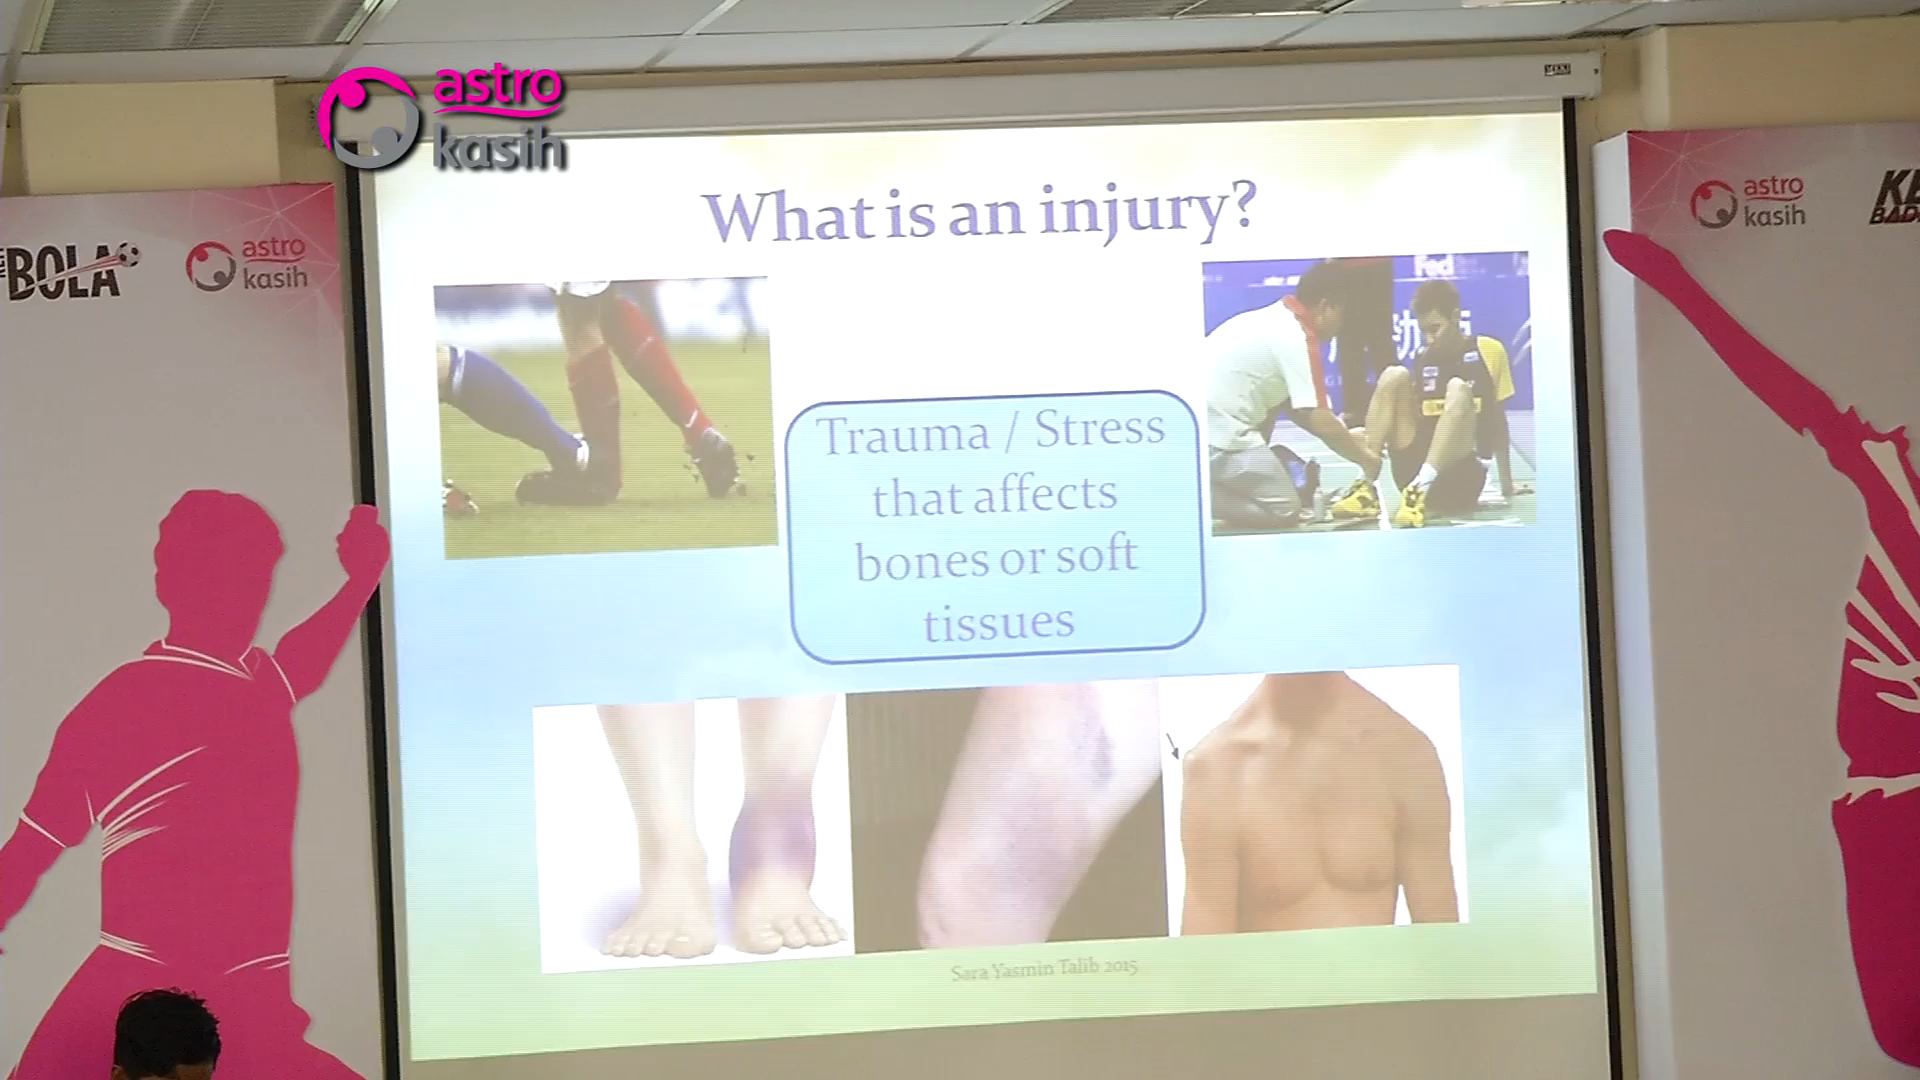 astro
kasih
What is an injury?
Trauma / Stress
that affects
bones or soft
tissues
Sara Yasmin Talib 2015
BOLA
astro
kasih
astro
kasih
Fed